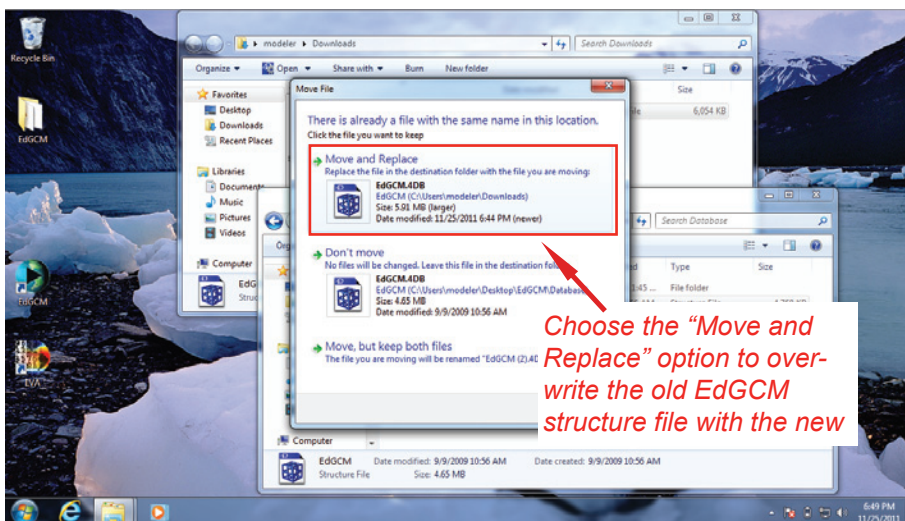 Recycle Bin
EdGCM
EdGCM
EVA
modeler ▸ Downloads
Search Downloads
Organize
Open
Share with
Burn
New folder
Size
6,054 KB
Favorites
Desktop
Downloads
Recent Places
Libraries
Documents
Music
Pictures
Videos
Computer
EdG
Struc
Move File
There is already a file with the same name in this location.
Click the file you want to keep
Move and Replace
Replace the file in the destination folder with the file you are moving:
EdGCM.4DB
EdGCM (C:\Users\modeler\Downloads)
Size: 5.91 MB (larger)
Date modified: 11/25/2011 6:44 PM (newer)
Don't move
No files will be changed. Leave this file in the destination
EdGCM.4DB
EdGCM (C:\Users\modeler\Desktop\EdGCM\Database
Size: 4.65 MB
Date modified: 9/9/2009 10:56 AM
Move, but keep both files
The file you are moving will be renamed "EdGCM (2).4D
Search Database
Org
Type
Size
File folder
Choose the “Move and
Replace” option to over-
write the old EdGCM
structure file with the new
Computer
EdGCM Date modified: 9/9/2009 10:56 AM Date created: 9/9/2009 10:56 AM
Structure File Size: 4.65 MB
6:49 PM
11/25/2011